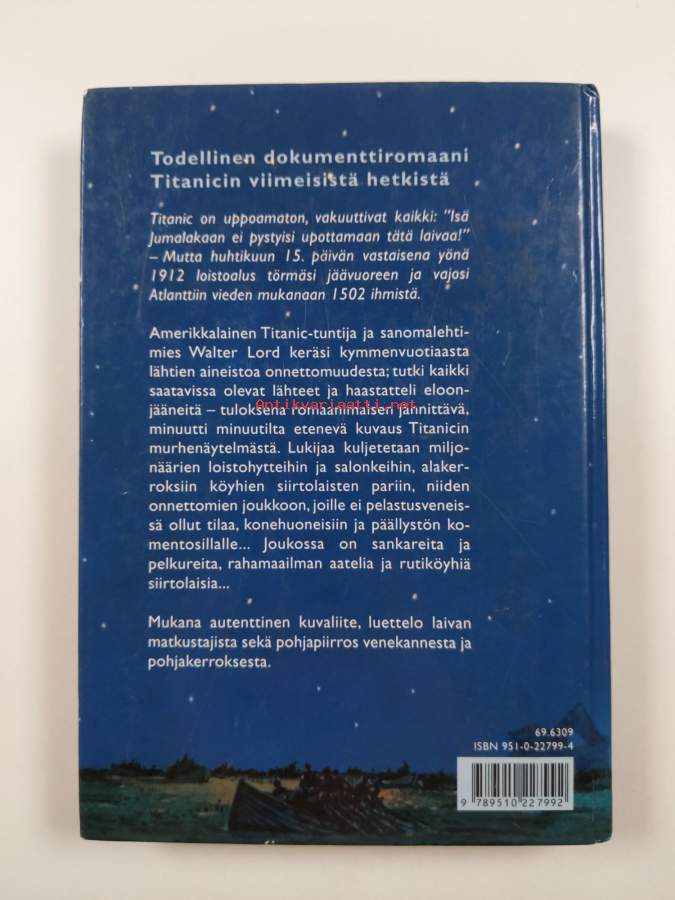 Todellinen dokumenttiromaani
Titanicin viimeisistä hetkistä
Titanic on uppoamaton, vakuuttivat kaikki: "Isä
Jumalakaan ei pystyisi upottamaan tätä laivaa!"
– Mutta huhtikuun 15. päivän vastaisena yönä
1912 loistoalus törmäsi jäävuoreen ja vajosi
Atlanttiin vieden mukanaan 1502 ihmistä.
Amerikkalainen Titanic-tuntija ja sanomalehti-
mies Walter Lord keräsi kymmenvuotiaasta
lähtien aineistoa onnettomuudesta; tutki kaikki
saatavissa olevat lähteet ja haastatteli eloon-
jääneitä – tuloksena romaanimaisen jännittävä,
Antikvariaatti.net
minuutti minuutilta etenevä kuvaus Titanicin
murhenäytelmästä. Lukijaa kuljetetaan miljo-
näärien loistohytteihin ja salonkeihin, alaker-
roksiin köyhien siirtolaisten pariin, niiden
onnettomien joukkoon, joille ei pelastusveneis-
sä ollut tilaa, konehuoneisiin ja päällystön ko-
mentosillalle... Joukossa on sankareita ja
pelkureita, rahamaailman aatelia ja rutiköyhiä
siirtolaisia...
Mukana autenttinen kuvaliite, luettelo laivan
matkustajista sekä pohjapiirros venekannesta ja
pohjakerroksesta.
69.6309
ISBN 951-0-22799-4
9 789510 227992